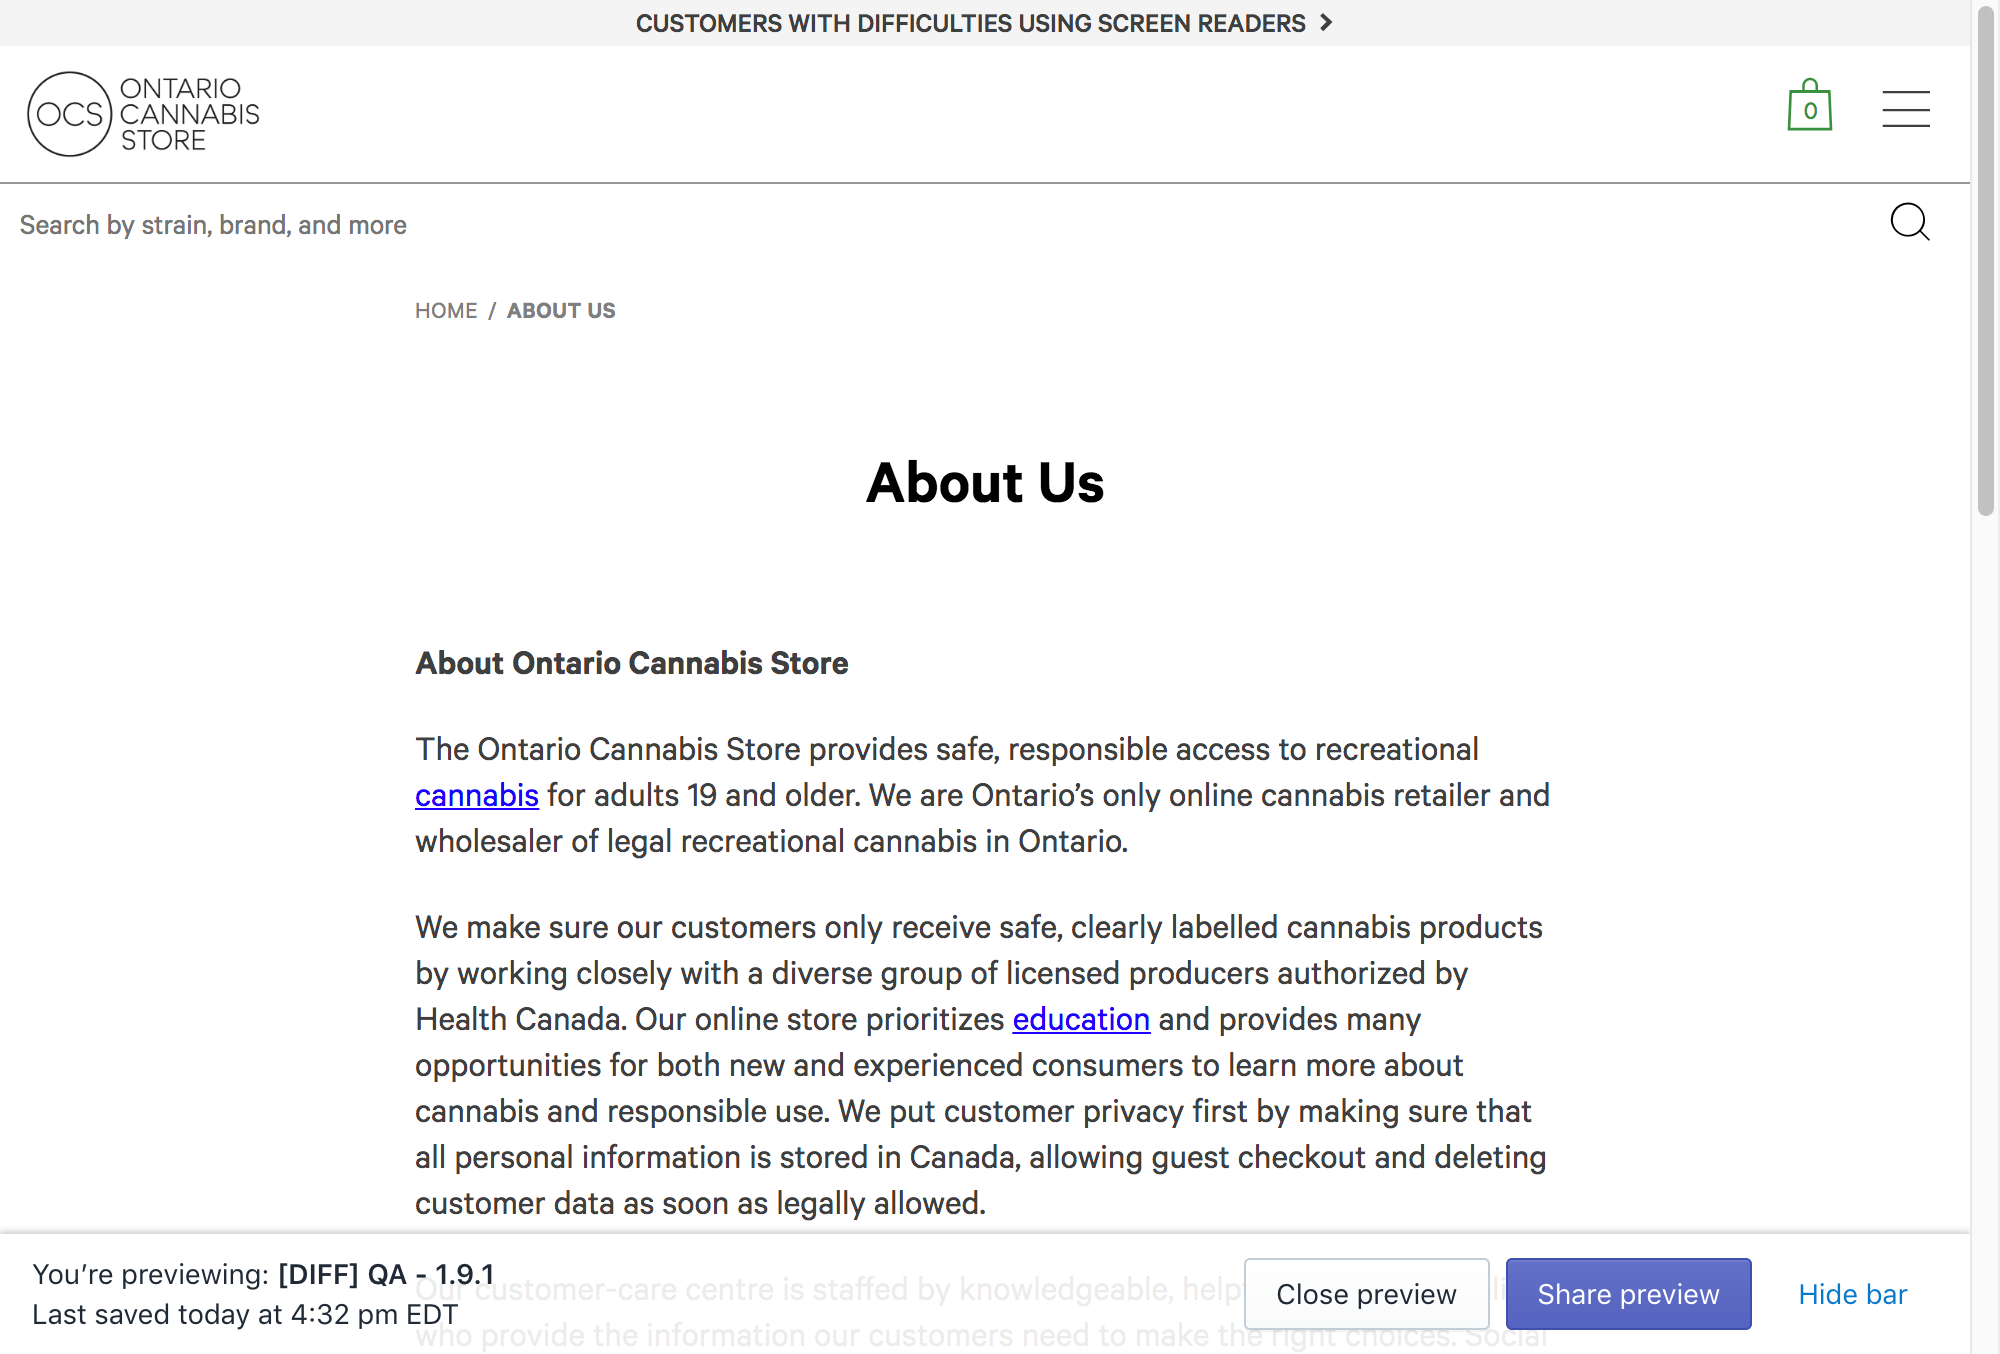 CUSTOMERS WITH DIFFICULTIES USING SCREEN READERS
OCS
ONTARIO
CANNABIS
STORE
0
Search by strain, brand, and more
HOME / ABOUT US
About Us
About Ontario Cannabis Store
The Ontario Cannabis Store provides safe, responsible access to recreational
cannabis for adults 19 and older. We are Ontario’s only online cannabis retailer and
wholesaler of legal recreational cannabis in Ontario.
We make sure our customers only receive safe, clearly labelled cannabis products
by working closely with a diverse group of licensed producers authorized by
Health Canada. Our online store prioritizes education and provides many
opportunities for both new and experienced consumers to learn more about
cannabis and responsible use. We put customer privacy first by making sure that
all personal information is stored in Canada, allowing guest checkout and deleting
customer data as soon as legally allowed.
Our customer-care centre is staffed by knowledgeable,
who provide the information our customers need to make the right choices. Social
You’re previewing: [DIFF] QA - 1.9.1
Last saved today at 4:32 pm EDT
Close preview
Share preview
Hide bar